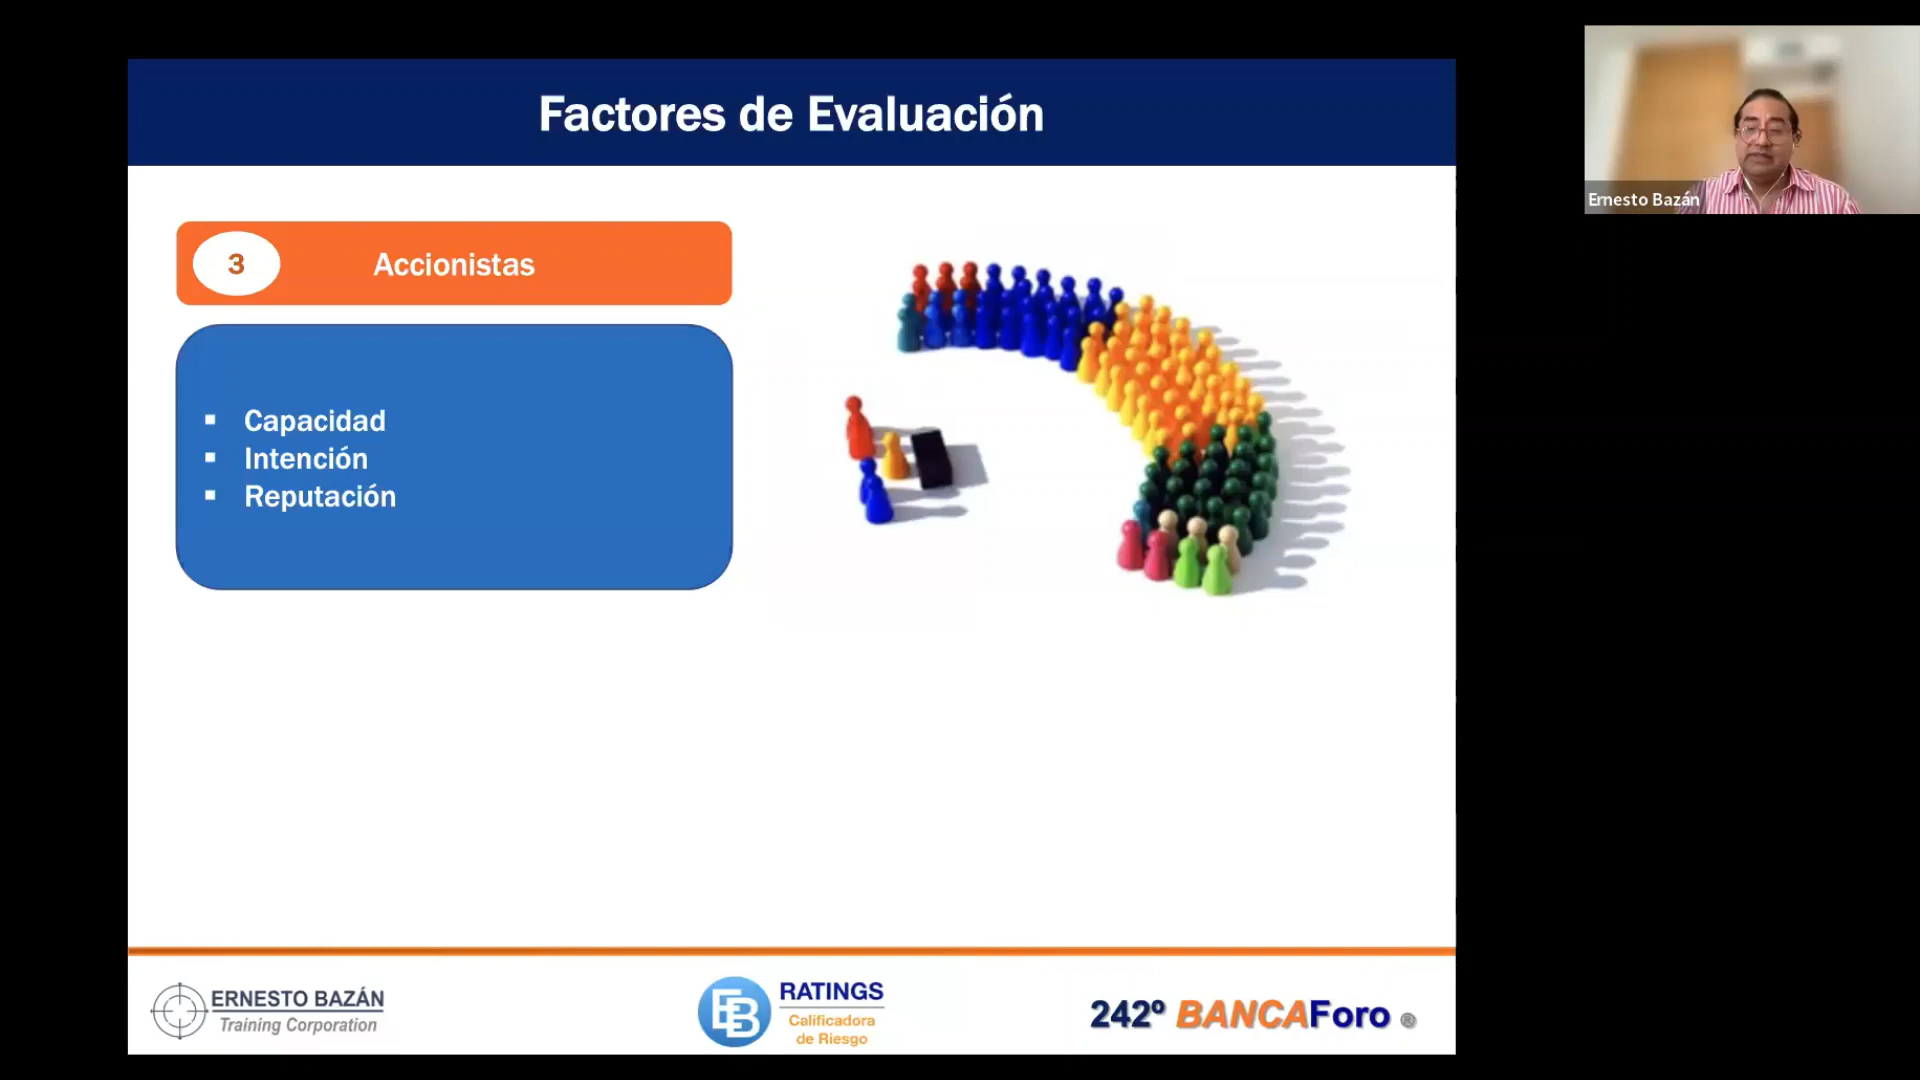 Factores de Evaluación
Ernesto Bazán
3 Accionistas
▪ Capacidad
▪ Intención
▪ Reputación
ERNESTO BAZÁN
Training Corporation
EB
RATINGS
Calificadora
de Riesgo
242º BANCAForo ®